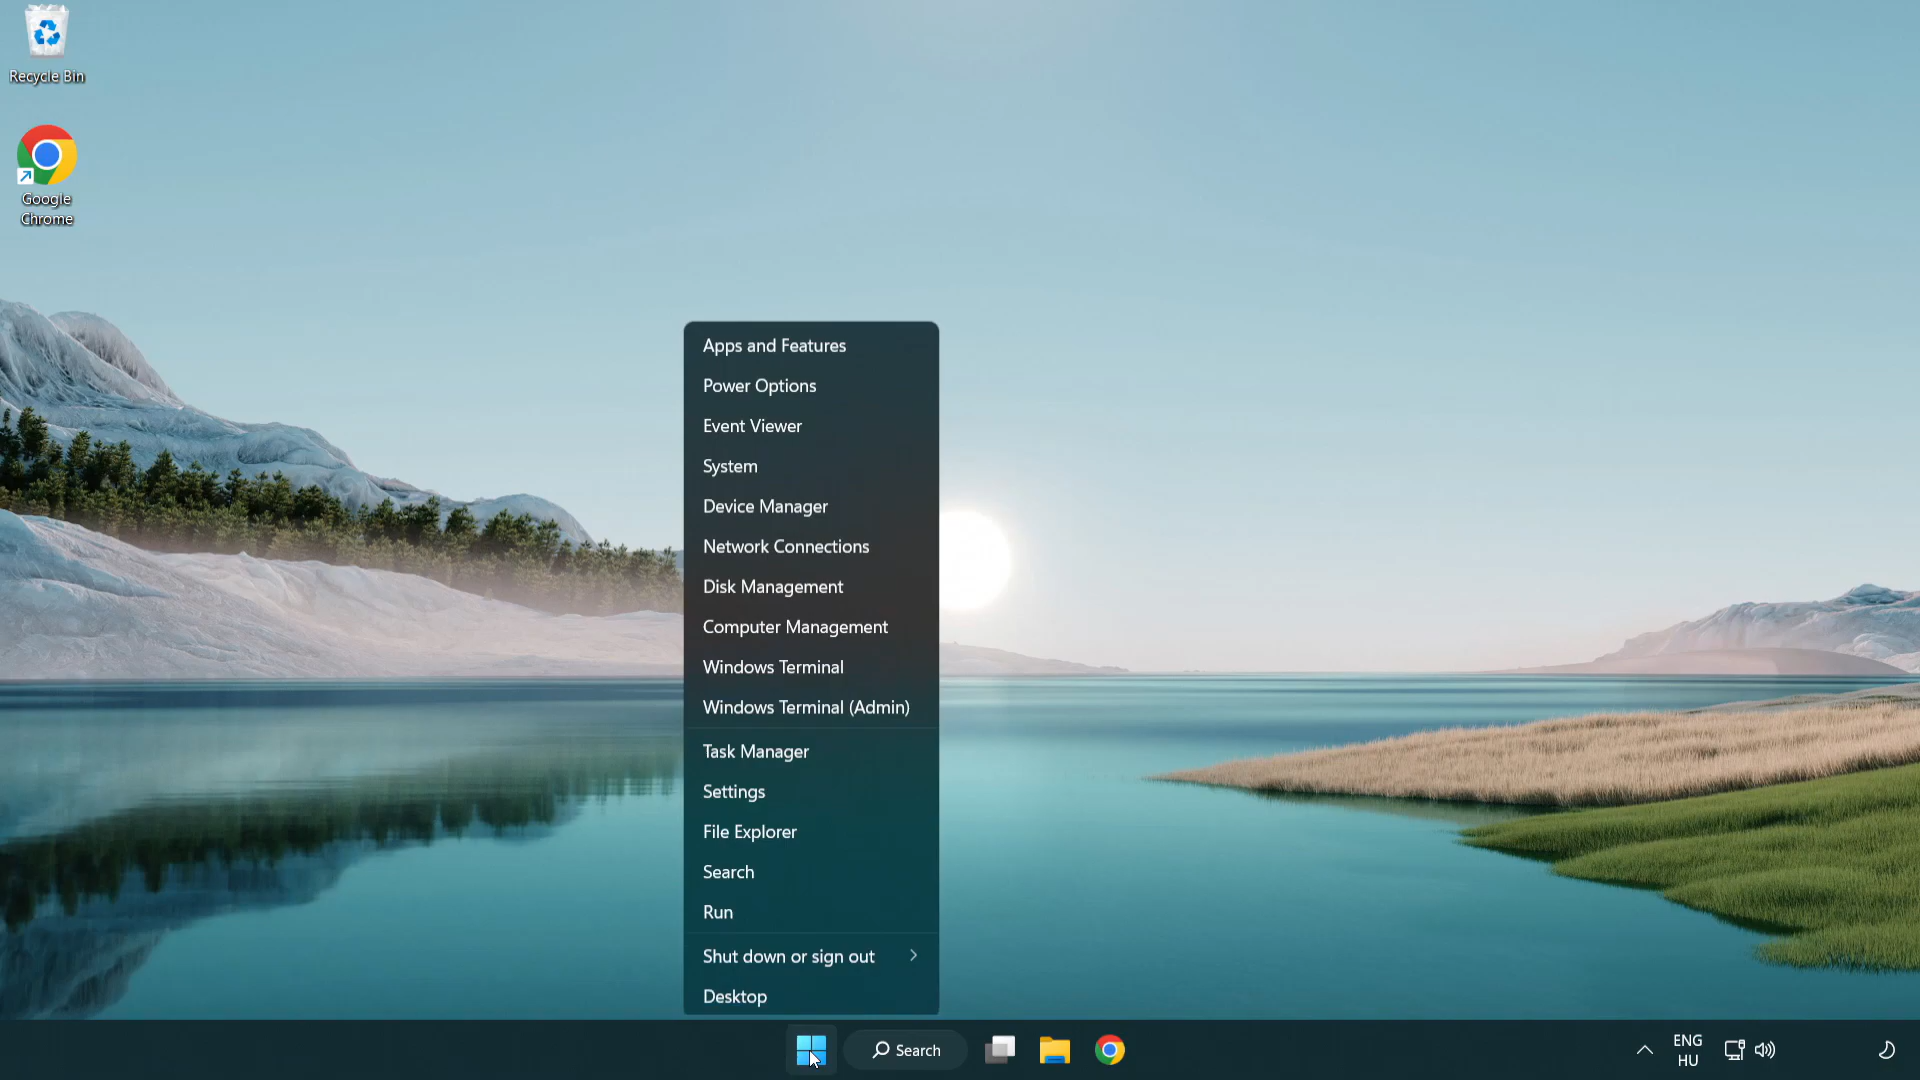 Recycle Bin
Google
Chrome
Apps and Features
Power Options
Event Viewer
System
Device Manager
Network Connections
Disk Management
Computer Management
Windows Terminal
Windows Terminal (Admin)
Task Manager
Settings
File Explorer
Search
Run
Shut down or sign out
Desktop
Search
ENG
HU